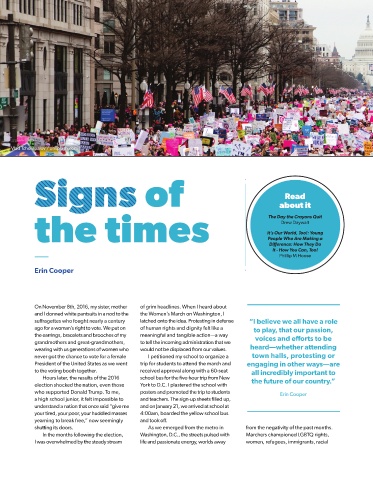 Signs of
the times
Erin Cooper
Read
about it
The Day the Crayons Quit
Drew Daywalt
It's Our World, Too!: Young
People Who Are Making a
Difference: How They Do
It - How You Can, Too!
Phillip M Hoose
On November 8th, 2016, my sister, mother
and I donned white pantsuits in a nod to the
suffragettes who fought nearly a century
ago for a women's right to vote. We put on
the earrings, bracelets and brooches of my
grandmothers and great-grandmothers,
wearing with us generations of women who
never got the chance to vote for a female
President of the United States as we went
to the voting booth together.
Hours later, the results of the 2016
election shocked the nation, even those
who supported Donald Trump. To me,
a high school junior, it felt impossible to
understand a nation that once said "give me
your tired, your poor, your huddled masses
yearning to breathe free," now seemingly
shutting its doors.
In the months following the election,
I was overwhelmed by the steady stream
of grim headlines. When I heard about
the Women's March on Washington, I
latched onto the idea. Protesting in defense
of human rights and dignity felt like a
meaningful and tangible action – a way
to tell the incoming administration that we
would not be displaced from our values.
I petitioned my school to organize a
trip for students to attend the march and
received approval along with a 60-seat
school bus for the five hour trip from New
York to D.C. I plastered the school with
posters and promoted the trip to students
and teachers. The sign-up sheets filled up,
and on January 21, we arrived at school at
4:00am, boarded the yellow school bus
and took off.
As we emerged from the metro in
Washington, D.C., the streets pulsed with
life and passionate energy, worlds away
"I believe we all have a role
to play, that our passion,
voices and efforts to be
heard—whether attending
town halls, protesting or
engaging in other ways—are
all incredibly important to
the future of our country."
Erin Cooper
from the negativity of the past months.
Marchers championed LGBTQ rights,
women, refugees, immigrants, racial